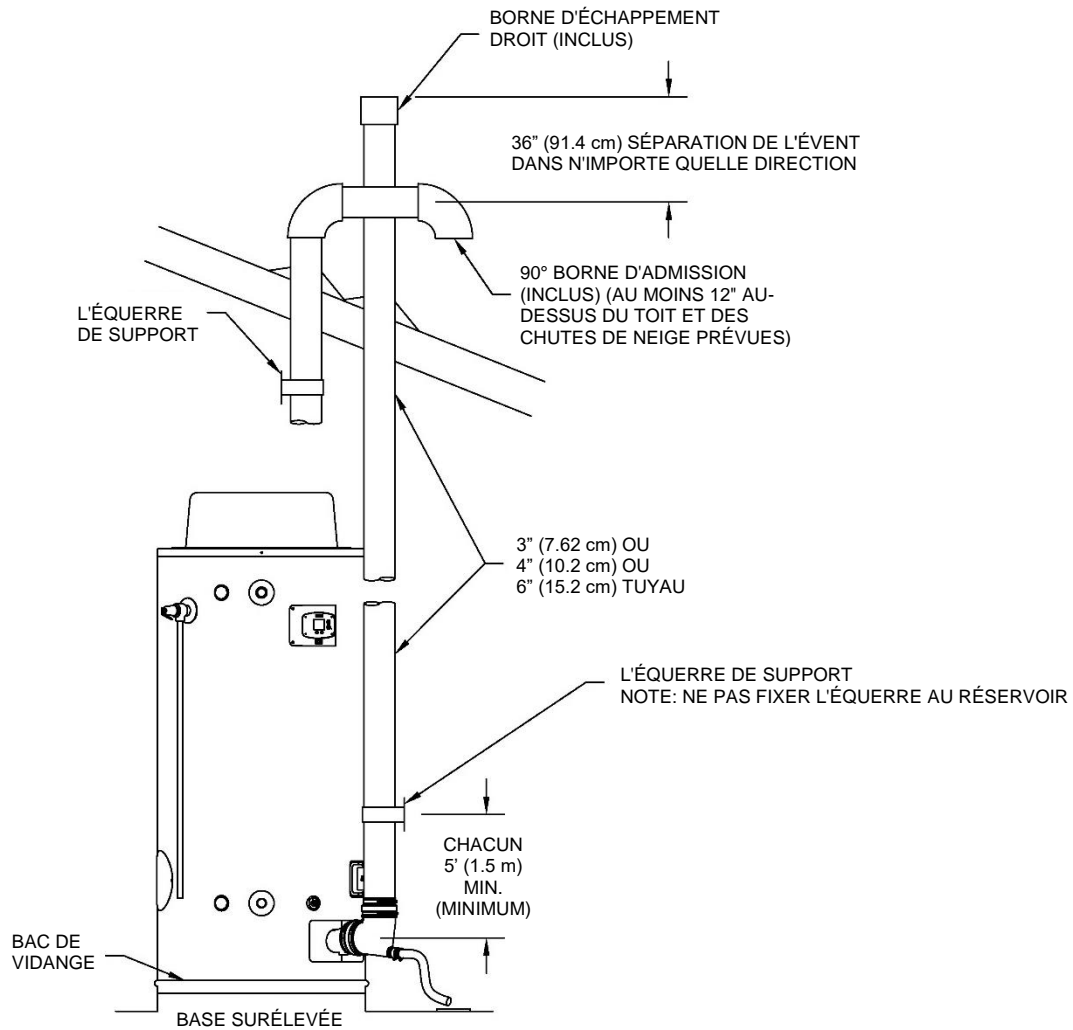 BORNE D'ÉCHAPPEMENT
DROIT (INCLUS)
36” (91.4 cm) SÉPARATION DE L'ÉVENT
DANS N'IMPORTE QUELLE DIRECTION
90° BORNE D'ADMISSION
(INCLUS) (AU MOINS 12" AU-
DESSUS DU TOIT ET DES
CHUTES DE NEIGE PRÉVUES)
L'ÉQUERRE
DE SUPPORT
3” (7.62 cm) OU
4” (10.2 cm) OU
6” (15.2 cm) TUYAU
L'ÉQUERRE DE SUPPORT
NOTE: NE PAS FIXER L'ÉQUERRE AU RÉSERVOIR
CHACUN
5’ (1.5 m)
MIN.
(MINIMUM)
BAC DE
VIDANGE
BASE SURÉLEVÉE